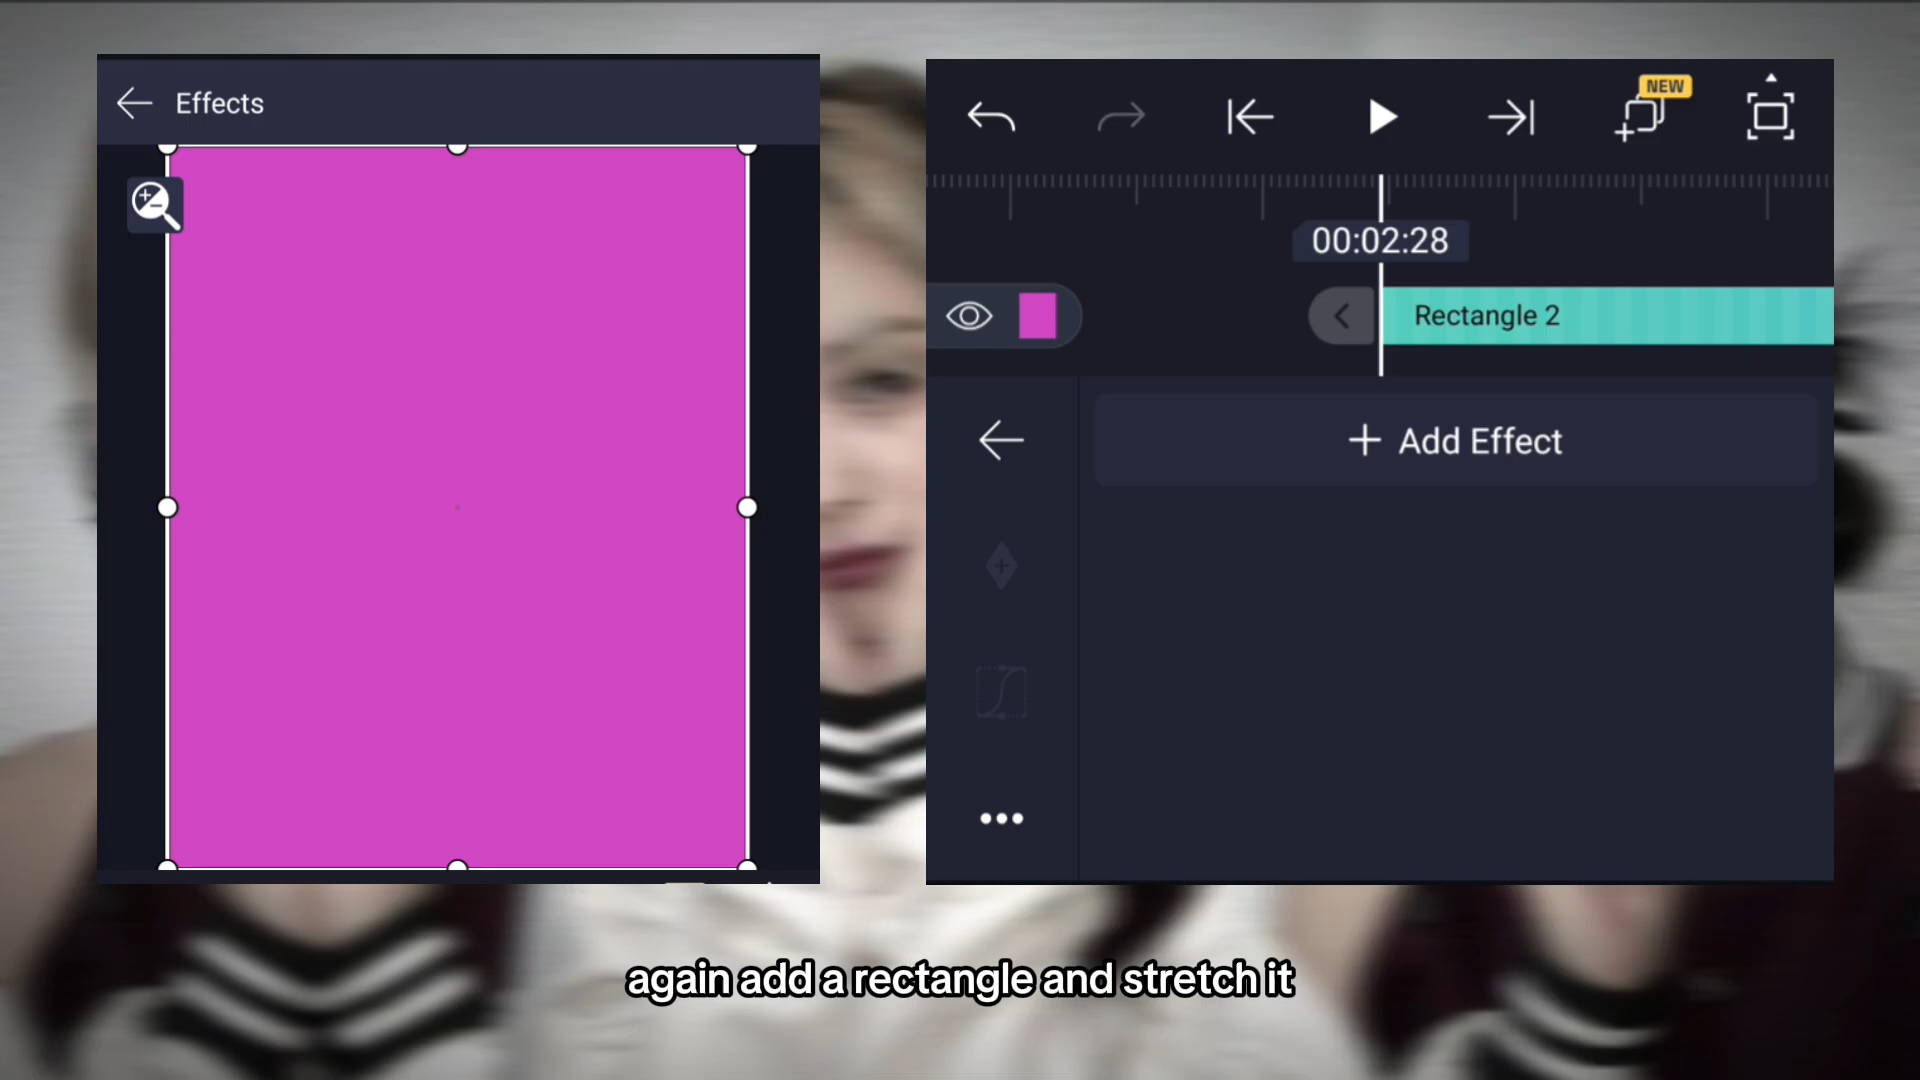 Effects
NEW
00:02:28
Rectangle 2
+ Add Effect
again add a rectangle and stretch it